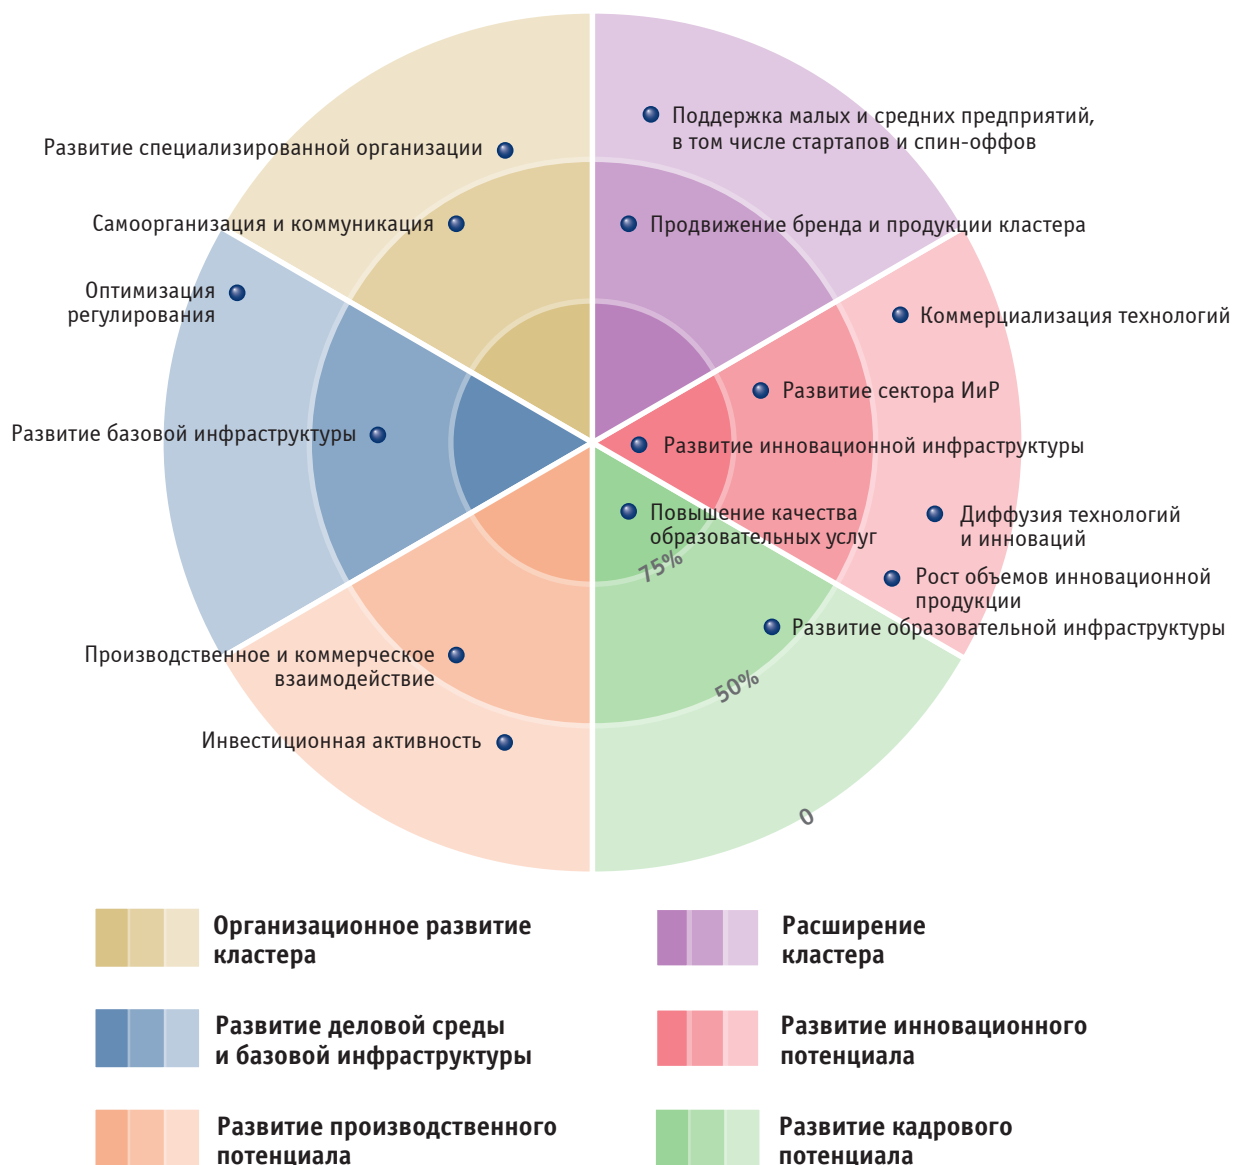 Поддержка малых и средних предприятий,
в том числе стартапов и спин-оффов
Развитие специализированной организации
Самоорганизация и коммуникация
Продвижение бренда и продукции кластера
Оптимизация
регулирования
Коммерциализация технологий
Развитие сектора ИиР
Развитие базовой инфраструктуры
Развитие инновационной инфраструктуры
Повышение качества
образовательных услуг
Диффузия технологий
и инноваций
75%
Рост объемов инновационной
продукции
Развитие образовательной инфраструктуры
Производственное и коммерческое
взаимодействие
50%
Инвестиционная активность
0
Организационное развитие
кластера
Расширение
кластера
Развитие деловой среды
и базовой инфраструктуры
Развитие инновационного
потенциала
Развитие производственного
потенциала
Развитие кадрового
потенциала